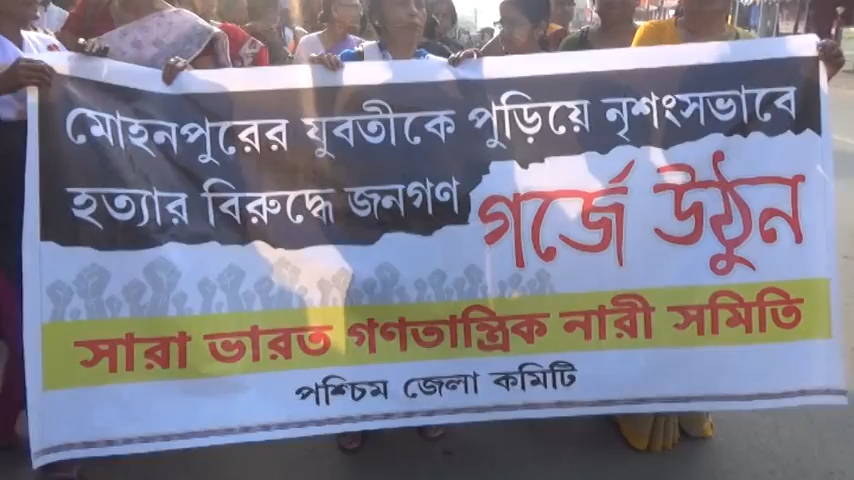 মোহনপুরের যুবতীকে পুড়িয়ে নৃশংসভাবে
হত্যার বিরুদ্ধে জনগণ গর্জে উঠুন
সারা ভারত গণতান্ত্রিক নারী সমিতি
পশ্চিম জেলা কমিটি